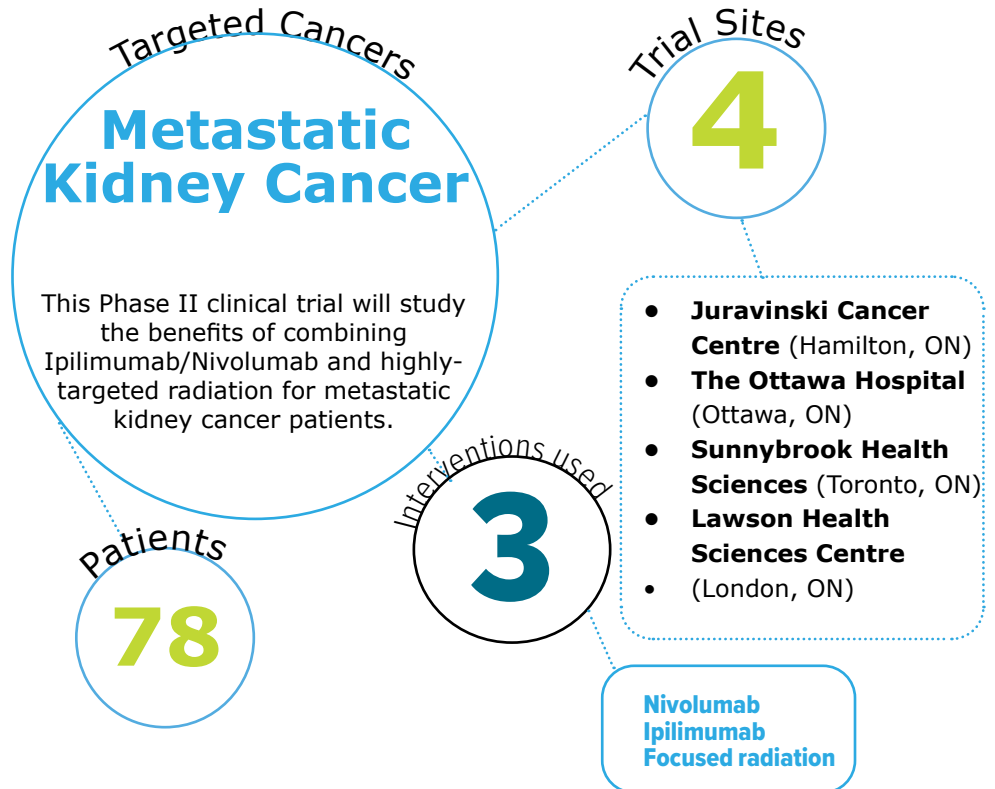 Targeted Cancers
Metastatic
Kidney Cancer
This Phase II clinical trial will study
the benefits of combining
Ipilimumab/Nivolumab and highly-
targeted radiation for metastatic
kidney cancer patients.
Trial Sites
4
● Juravinski Cancer
Centre (Hamilton, ON)
● The Ottawa Hospital
(Ottawa, ON)
● Sunnybrook Health
Sciences (Toronto, ON)
● Lawson Health
Sciences Centre
• (London, ON)
Interventions used
3
Nivolumab
Ipilimumab
Focused radiation
Patients
78